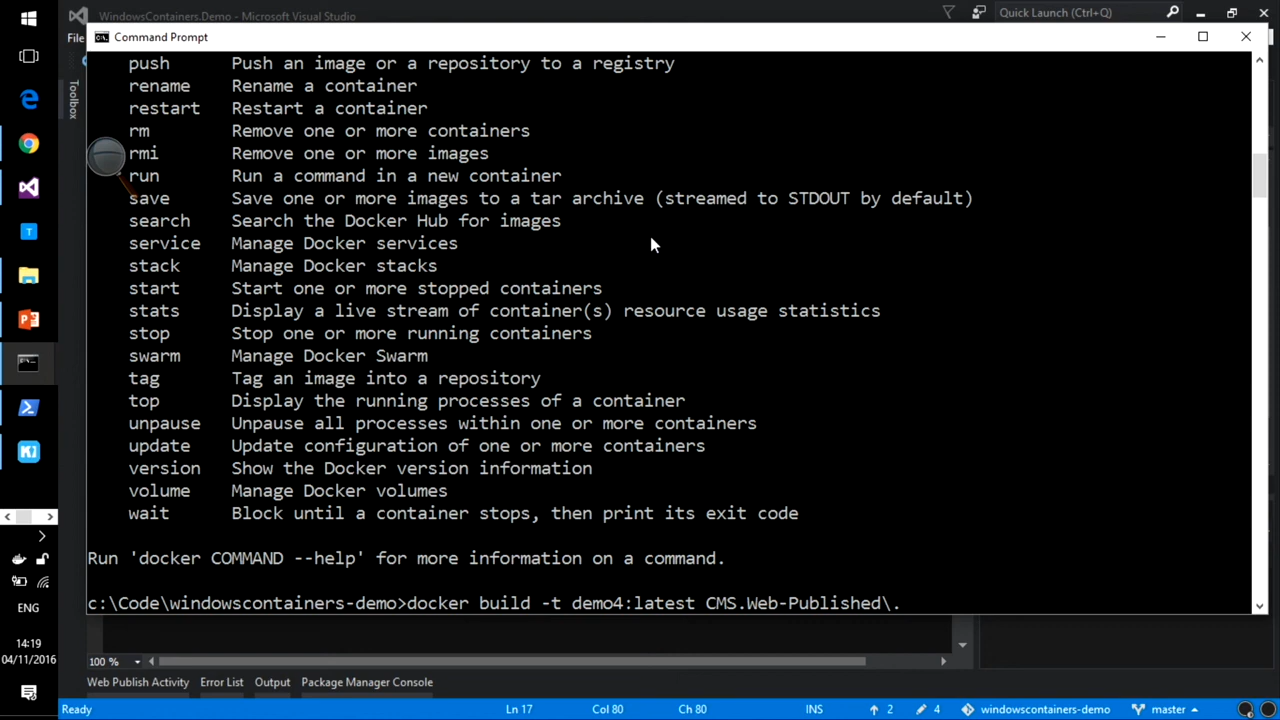 WindowsContainers.Demo - Microsoft Visual Studio
Quick Launch (Ctrl+Q)
File
Command Prompt
Toolbox
push Push an image or a repository to a registry
rename Rename a container
restart Restart a container
rm Remove one or more containers
rmi Remove one or more images
run Run a command in a new container
save Save one or more images to a tar archive (streamed to STDOUT by default)
search Search the Docker Hub for images
service Manage Docker services
stack Manage Docker stacks
start Start one or more stopped containers
stats Display a live stream of container(s) resource usage statistics
stop Stop one or more running containers
swarm Manage Docker Swarm
tag Tag an image into a repository
top Display the running processes of a container
unpause Unpause all processes within one or more containers
update Update configuration of one or more containers
version Show the Docker version information
volume Manage Docker volumes
wait Block until a container stops, then print its exit code
Run 'docker COMMAND --help' for more information on a command.
c:\Code\windowscontainers-demo>docker build -t demo4:latest CMS.Web-Published\.
ENG
14:19
04/11/2016
100 %
Web Publish Activity Error List Output Package Manager Console
Ready Ln 17 Col 80 Ch 80 INS 2 4 windowscontainers-demo master